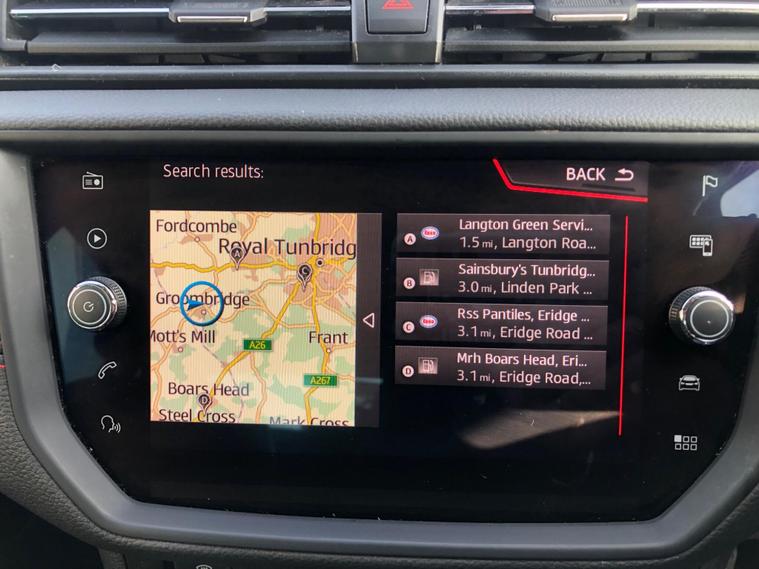 Search results:
BACK
Fordcombe
Royal Tunbridg
Groombridge
Mott's Mill
Frant
A26
A267
Boars Head
Steel Cross
Mark Cross
A
C
D
A
Langton Green Servi...
1.5 mi, Langton Roa...
B
Sainsbury's Tunbridg...
3.0 mi, Linden Park ...
C
Rss Pantiles, Eridge ...
3.1 mi, Eridge Road ...
D
Mrh Boars Head, Eri...
3.1 mi, Eridge Road,...